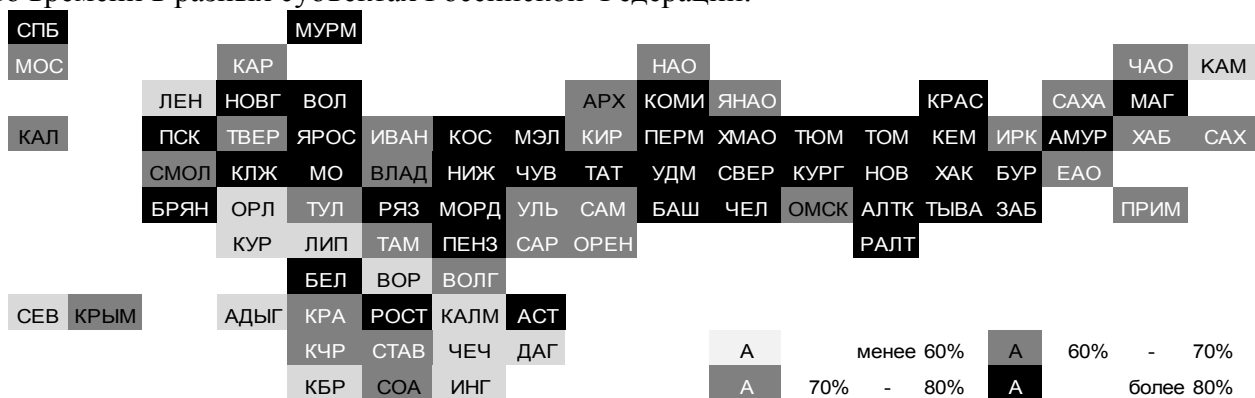 по времени в разных субъектах Российской Федерации.
СПБ МУРМ
МОС КАР НАО ЧАО КАМ
ЛЕН НОВГ ВОЛ АРХ КОМИ ЯНАО КРАС САХА МАГ
КАЛ ПСК ТВЕР ЯРОС ИВАН КОС МЭЛ КИР ПЕРМ ХМАО ТЮМ ТОМ КЕМ ИРК АМУР ХАБ САХ
СМОЛ КЛЖ МО ВЛАД НИЖ ЧУВ ТАТ УДМ СВЕР КУРГ НОВ ХАК БУР ЕАО
БРЯН ОРЛ ТУЛ РЯЗ МОРД УЛЬ САМ БАШ ЧЕЛ ОМСК АЛТК ТЫВА ЗАБ ПРИМ
КУР ЛИП ТАМ ПЕНЗ САР ОРЕН РАЛТ
БЕЛ ВОР ВОЛГ
СЕВ КРЫМ АДЫГ КРА РОСТ КАЛМ АСТ
КЧР СТАВ ЧЕЧ ДАГ А менее 60% А 60% - 70%
КБР СОА ИНГ А 70% - 80% А более 80%